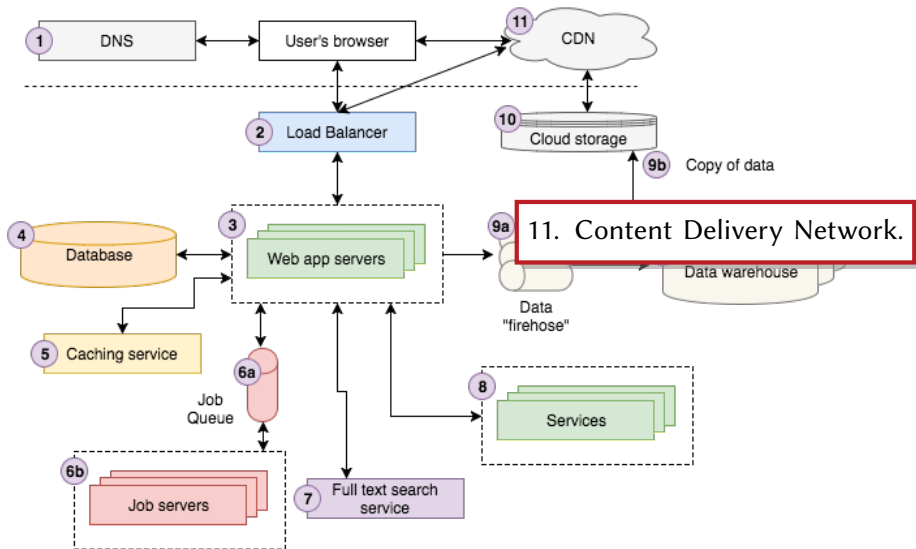 1
DNS
User's browser
11
CDN
2
Load Balancer
10
Cloud storage
9b
Copy of data
3
Web app servers
4
Database
9a
11. Content Delivery Network.
Data warehouse
Data
"firehose"
5
Caching service
6a
Job
Queue
8
Services
6b
Job servers
7
Full text search
service